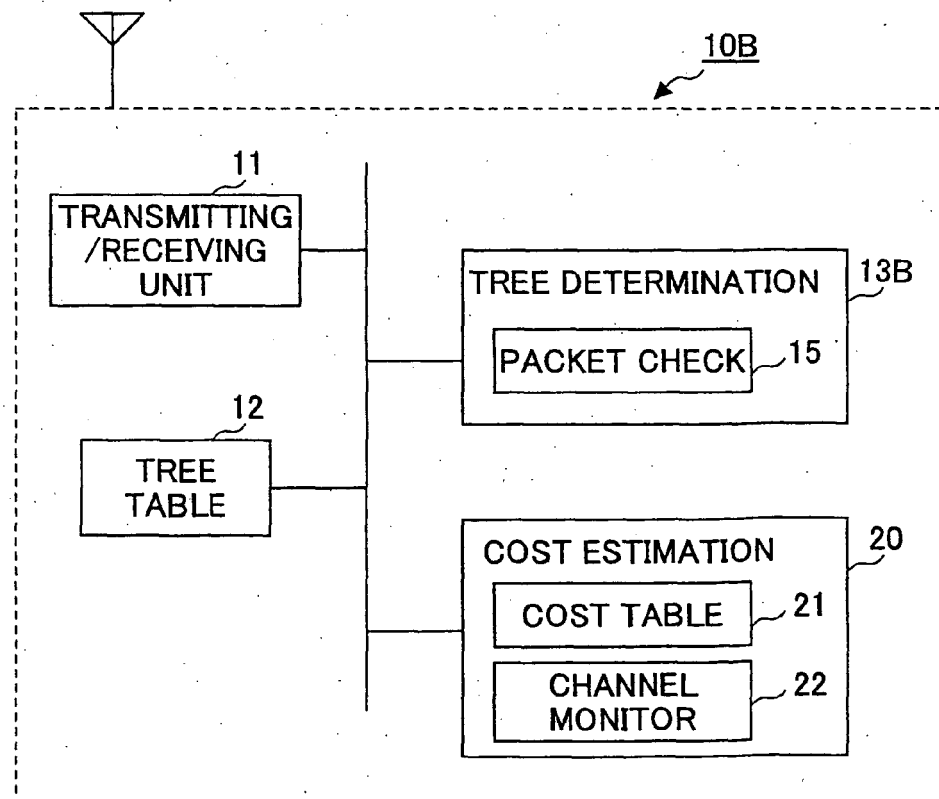 10B
11
TRANSMITTING
/RECEIVING
UNIT
TREE DETERMINATION
13B
PACKET CHECK
15
12
TREE
TABLE
COST ESTIMATION
20
COST TABLE
21
CHANNEL
MONITOR
22